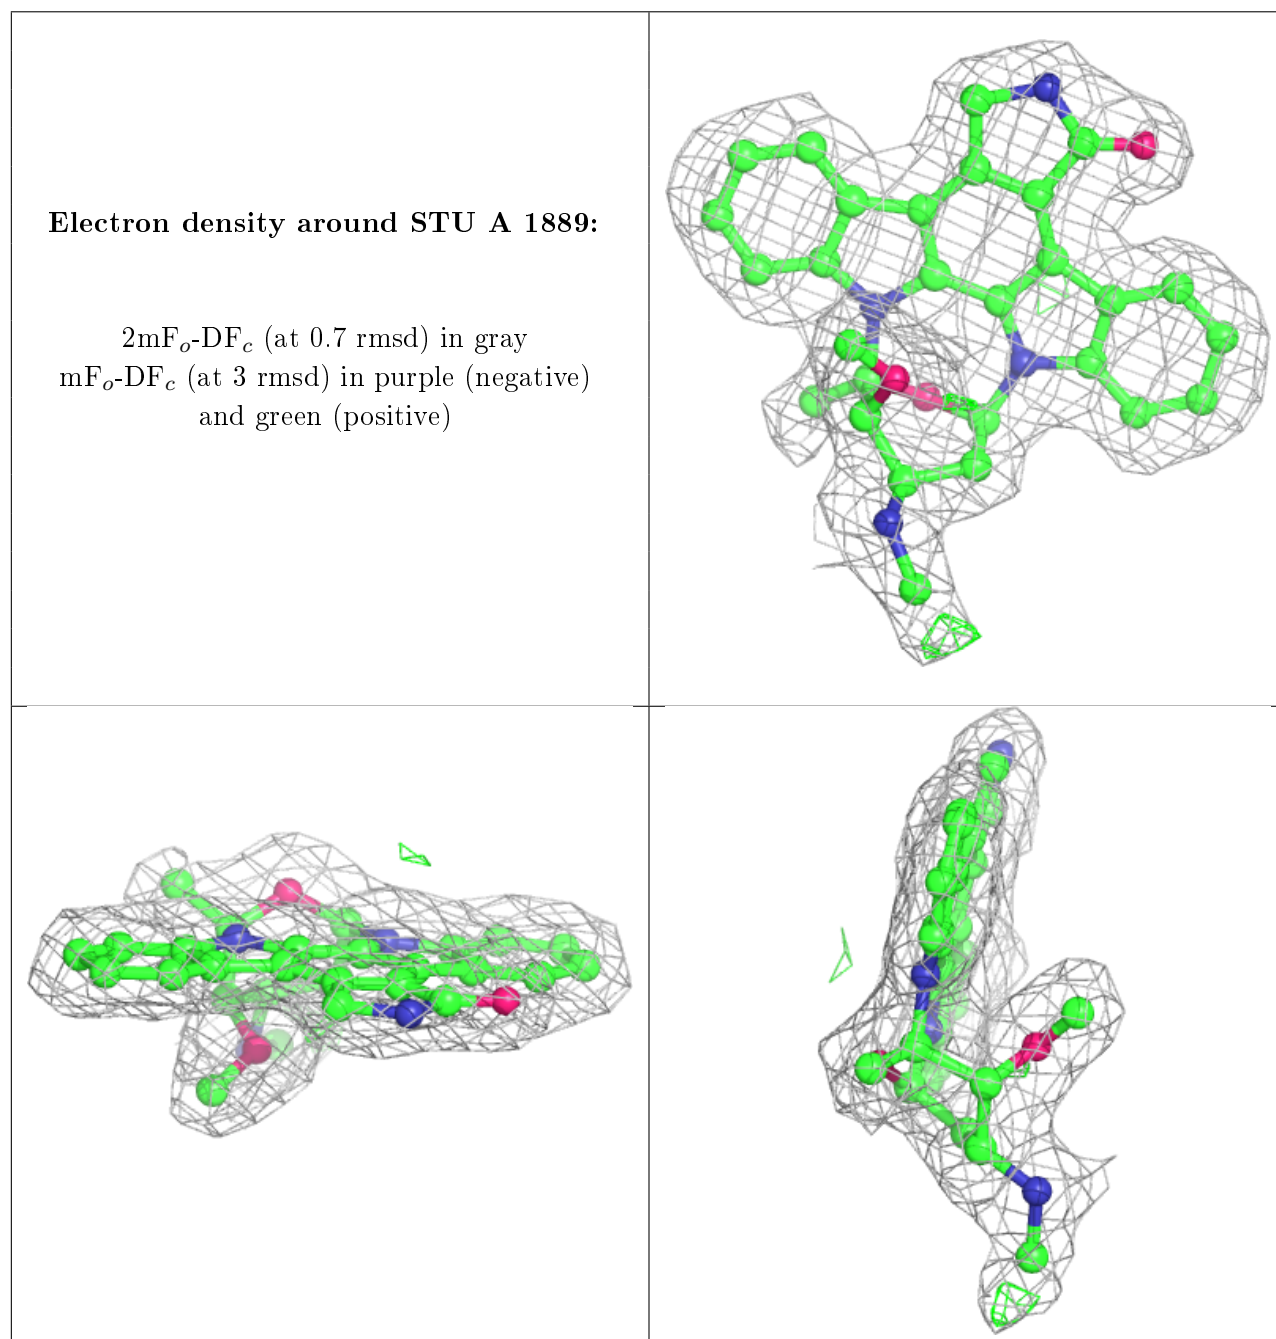 Electron density around STU A 1889:
2mFo-DFc (at 0.7 rmsd) in gray
mFo-DFc (at 3 rmsd) in purple (negative)
and green (positive)